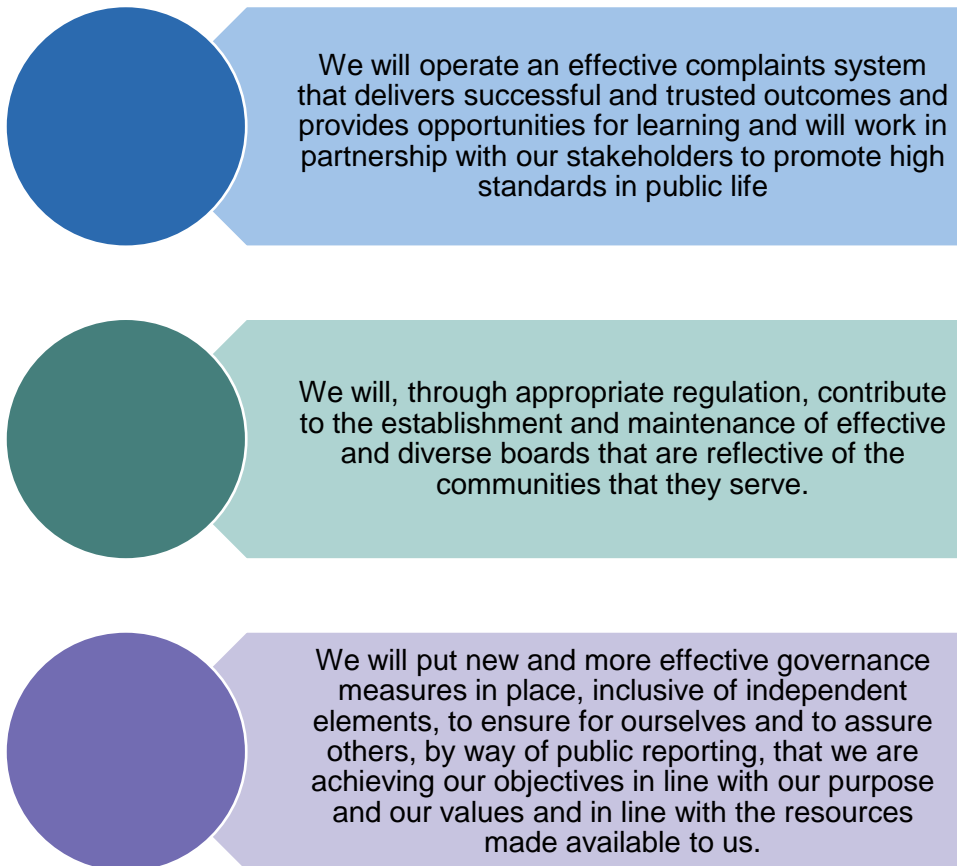 We will operate an effective complaints system
that delivers successful and trusted outcomes and
provides opportunities for learning and will work in
partnership with our stakeholders to promote high
standards in public life
We will, through appropriate regulation, contribute
to the establishment and maintenance of effective
and diverse boards that are reflective of the
communities that they serve.
We will put new and more effective governance
measures in place, inclusive of independent
elements, to ensure for ourselves and to assure
others, by way of public reporting, that we are
achieving our objectives in line with our purpose
and our values and in line with the resources
made available to us.